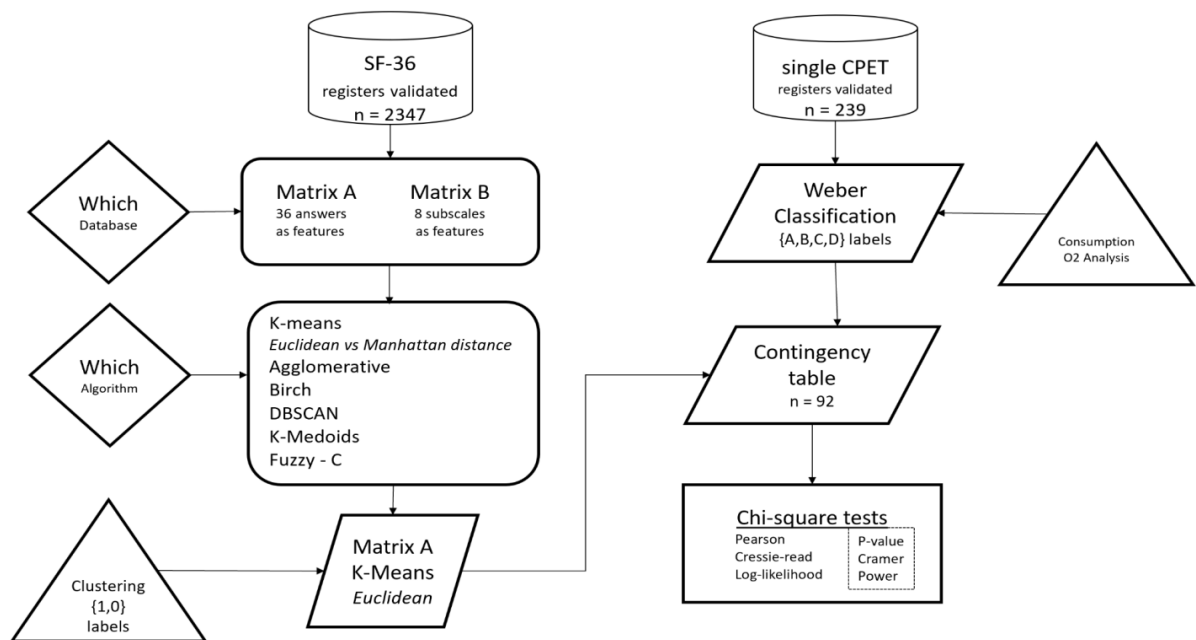 SF-36
registers validated
n = 2347
single CPET
registers validated
n = 239
Which
Database
Matrix A
36 answers
as features
Matrix B
8 subscales
as features
Weber
Classification
{A,B,C,D} labels
Consumption
O2 Analysis
Which
Algorithm
K-means
Euclidean vs Manhattan distance
Agglomerative
Birch
DBSCAN
K-Medoids
Fuzzy - C
Contingency
table
n = 92
Clustering
{1,0}
labels
Matrix A
K-Means
Euclidean
Chi-square tests
Pearson
Cressie-read
Log-likelihood
P-value
Cramer
Power